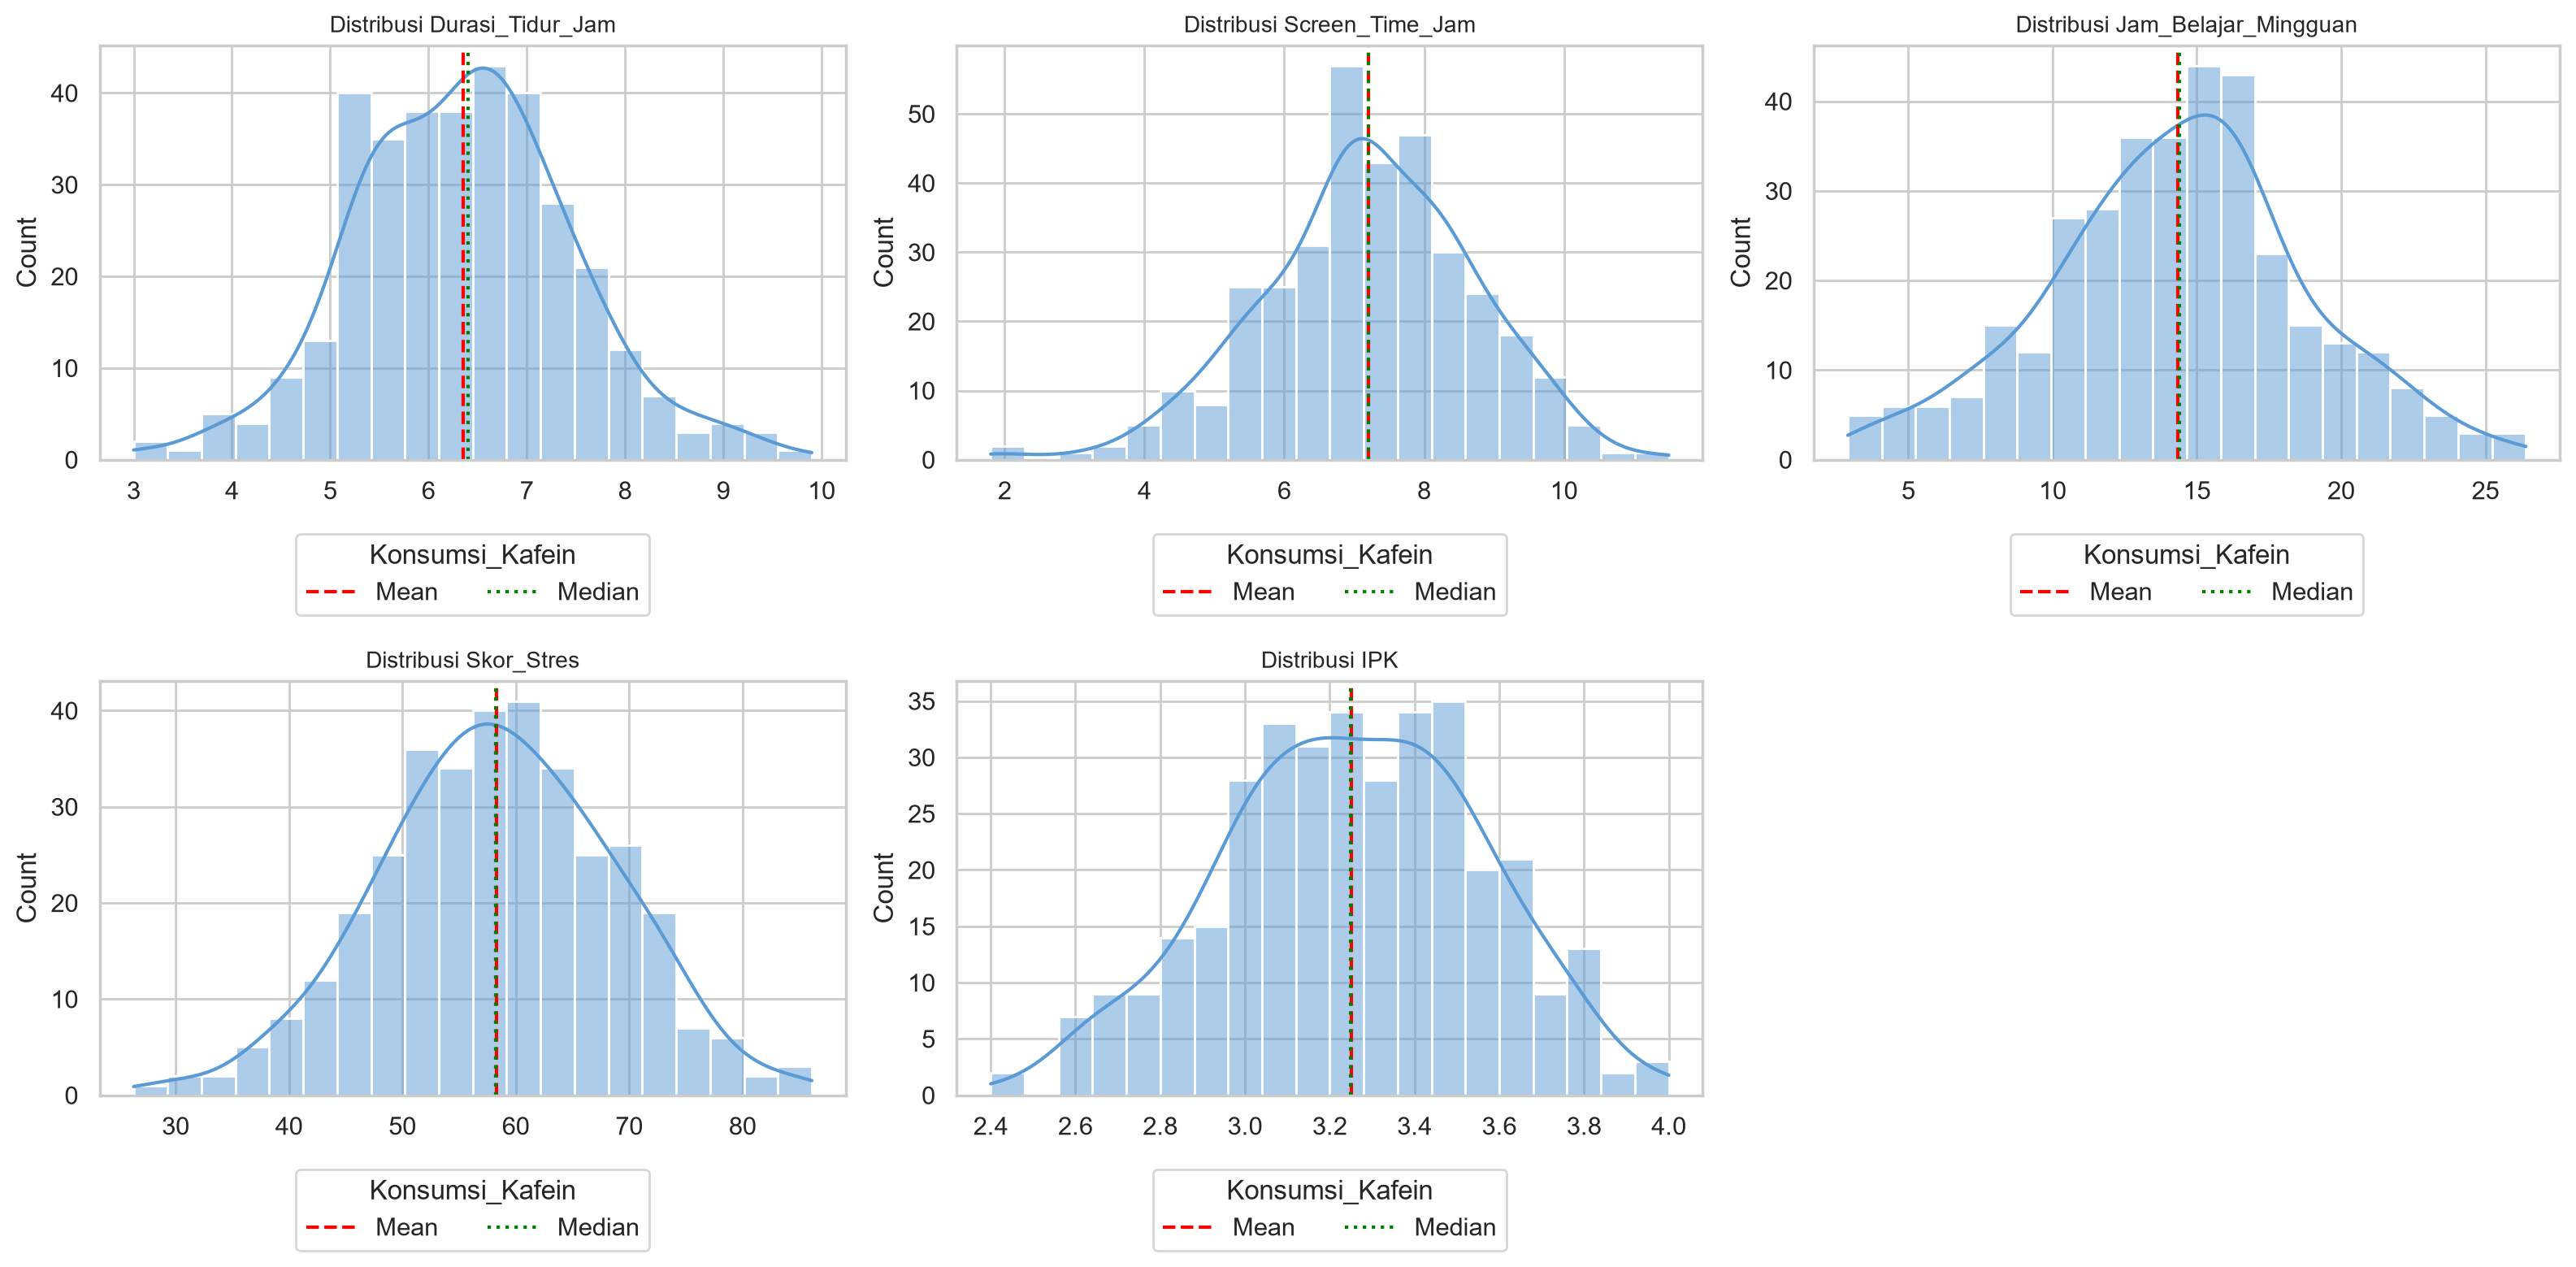 Distribusi Durasi_Tidur_Jam
Count
40
30
20
10
0
3 4 5 6 7 8 9 10
Konsumsi_Kafein
Mean Median
Distribusi Screen_Time_Jam
Count
50
40
30
20
10
0
2 4 6 8 10
Konsumsi_Kafein
Mean Median
Distribusi Jam_Belajar_Mingguan
Count
40
30
20
10
0
5 10 15 20 25
Konsumsi_Kafein
Mean Median
Distribusi Skor_Stres
Count
40
30
20
10
0
30 40 50 60 70 80
Konsumsi_Kafein
Mean Median
Distribusi IPK
Count
35
30
25
20
15
10
5
0
2.4 2.6 2.8 3.0 3.2 3.4 3.6 3.8 4.0
Konsumsi_Kafein
Mean Median